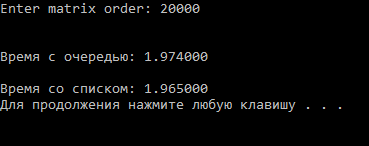 Enter matrix order: 20000
Время с очередью: 1.974000
Время со списком: 1.965000
Для продолжения нажмите любую клавишу . . .